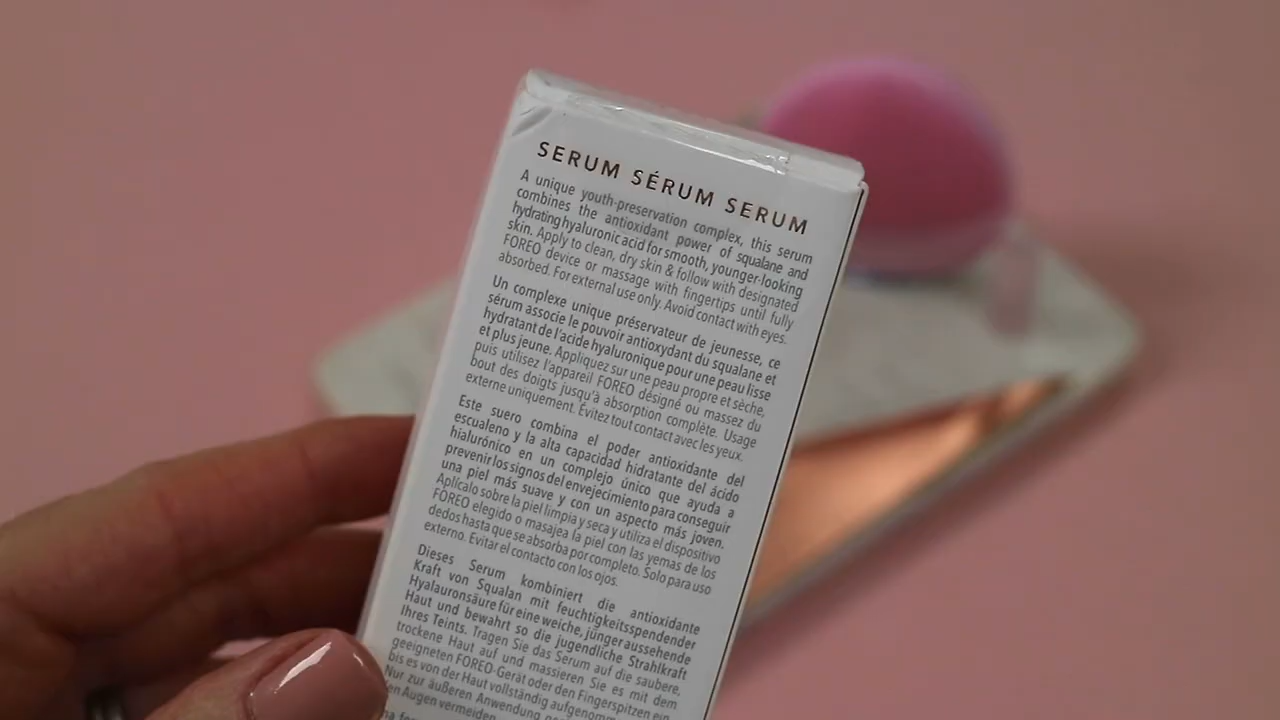 SERUM SÉRUM SERUM
A unique youth-preservation complex, this serum
combines the antioxidant power of squalane and
hydrating hyaluronic acid for smooth, younger-looking
skin. Apply to clean, dry skin & follow with designated
FOREO device or massage with fingertips until fully
absorbed. For external use only. Avoid contact with eyes.
Un complexe unique préservateur de jeunesse, ce
sérum associe le pouvoir antioxydant du squalane et
hydratant de l'acide hyaluronique pour une peau lisse
et plus jeune. Appliquez sur une peau propre et sèche,
puis utilisez l'appareil FOREO désigné ou massez du
bout des doigts jusqu'à absorption complète. Usage
externe uniquement. Évitez tout contact avec les yeux.
Este suero combina el poder antioxidante del
escualeno y la alta capacidad hidratante del ácido
hialurónico en un complejo único que ayuda a
prevenir los signos del envejecimiento para conseguir
una piel más suave y con un aspecto más joven.
Aplícalo sobre la piel limpia y seca y utiliza el dispositivo
FOREO elegido o masajea la piel con las yemas de los
dedos hasta que se absorba por completo. Solo para uso
externo. Evitar el contacto con los ojos.
Dieses Serum kombiniert die antioxidante
Kraft von Squalan mit feuchtigkeitsspendender
Hyalauronsäure für eine weiche, jünger aussehende
Haut und bewahrt so die jugendliche Strahlkraft
Ihres Teints. Tragen Sie das Serum auf die saubere,
trockene Haut auf und massieren Sie es mit dem
geeigneten FOREO-Gerät oder den Fingerspitzen ein
bis es von der Haut vollständig aufgenomm
Nur zur äußeren Anwendung
en Augen vermeiden.